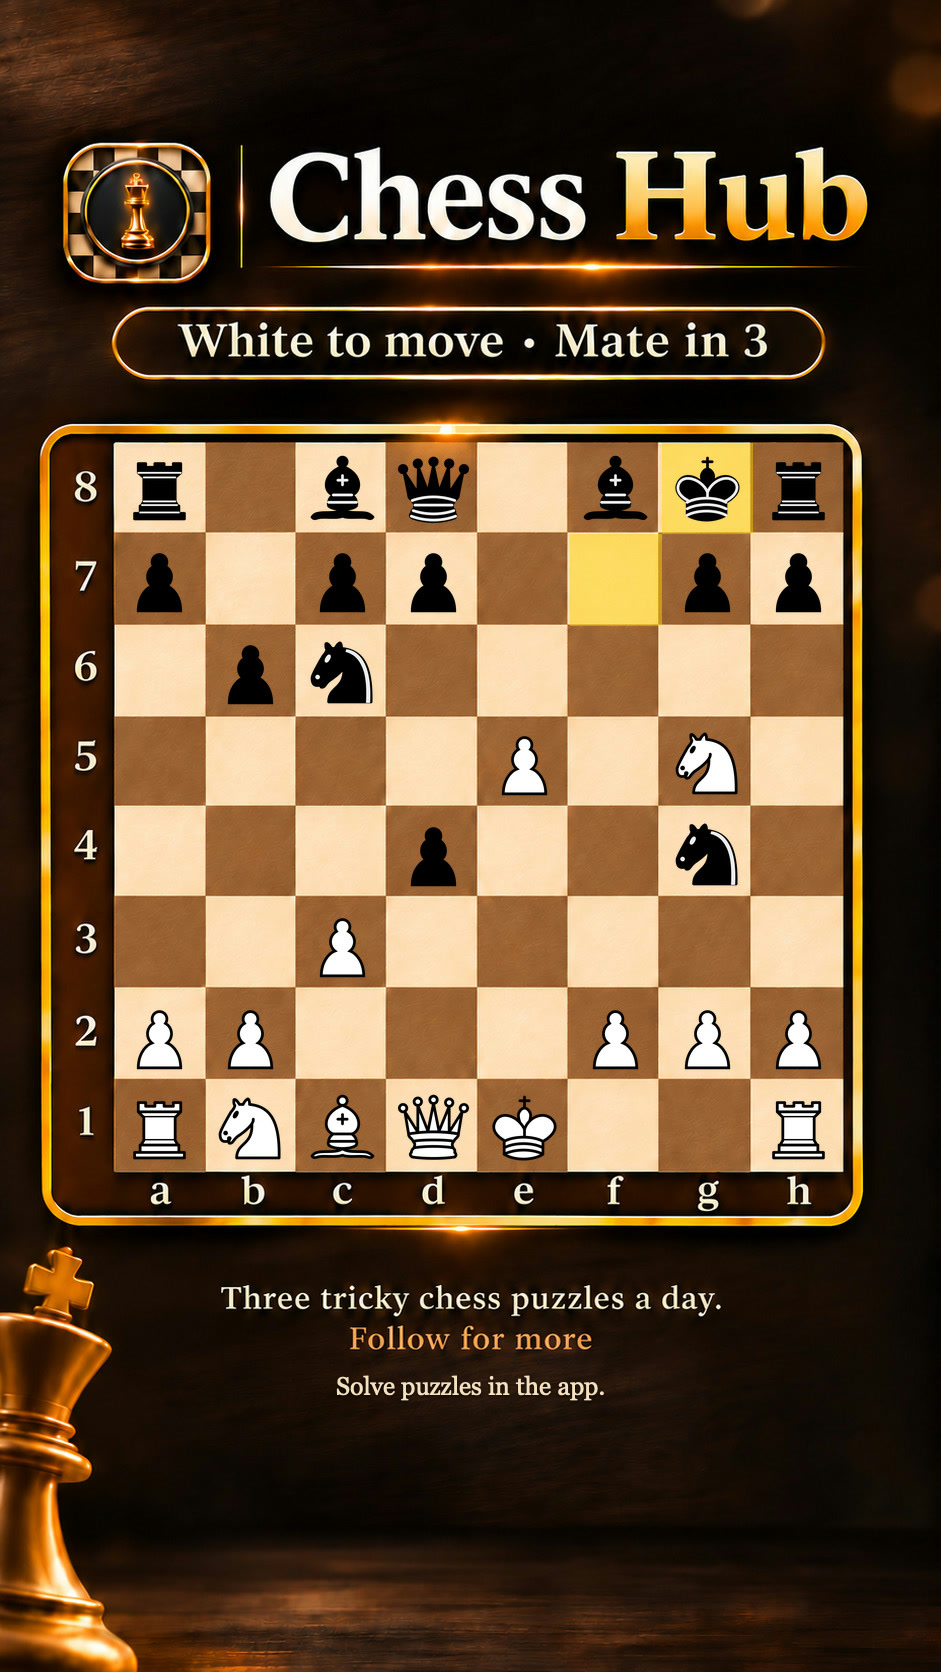 Chess Hub
White to move • Mate in 3
8
7
6
5
4
3
2
1
a b c d e f g h
Three tricky chess puzzles a day.
Follow for more
Solve puzzles in the app.